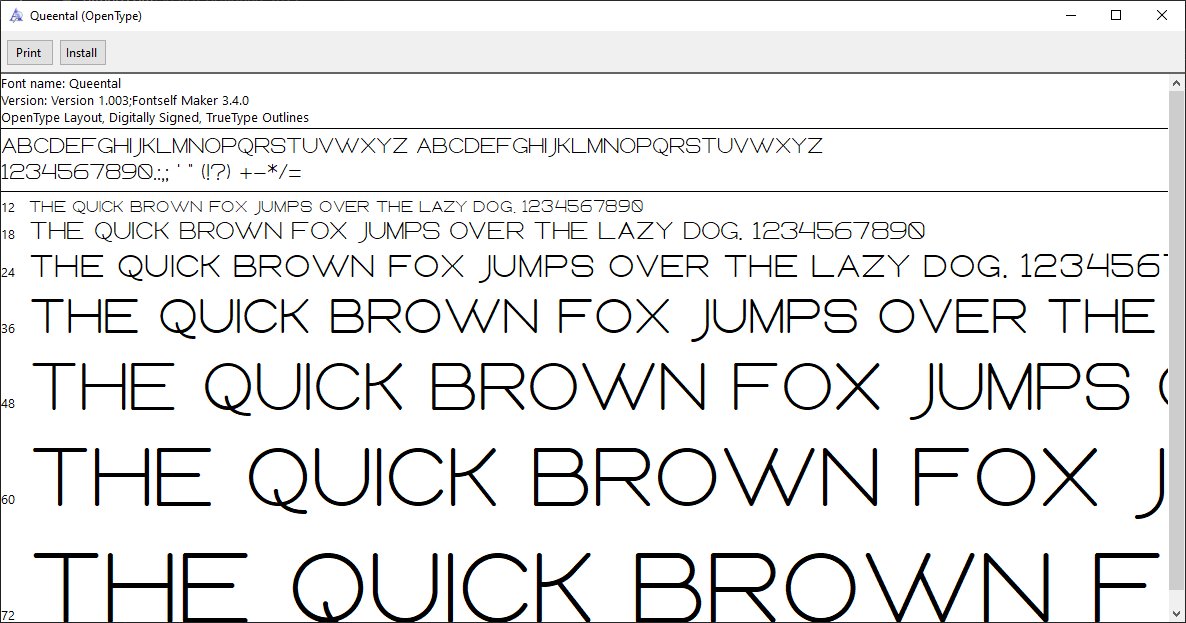 Queental (OpenType)
Print Install
Font name: Queental
Version: Version 1.003;Fontself Maker 3.4.0
OpenType Layout, Digitally Signed, TrueType Outlines
ABCDEFGHIJKLMNOPQRSTUVWXYZ ABCDEFGHIJKLMNOPQRSTUVWXYZ
1234567890.:,; ' " (!?) +-*/=
12 THE QUICK BROWN FOX JUMPS OVER THE LAZY DOG. 1234567890
18 THE QUICK BROWN FOX JUMPS OVER THE LAZY DOG. 1234567890
24 THE QUICK BROWN FOX JUMPS OVER THE LAZY DOG. 1234567
36 THE QUICK BROWN FOX JUMPS OVER THE
48 THE QUICK BROWN FOX JUMPS
60 THE QUICK BROWN FOX J
72 THE QUICK BROWN F